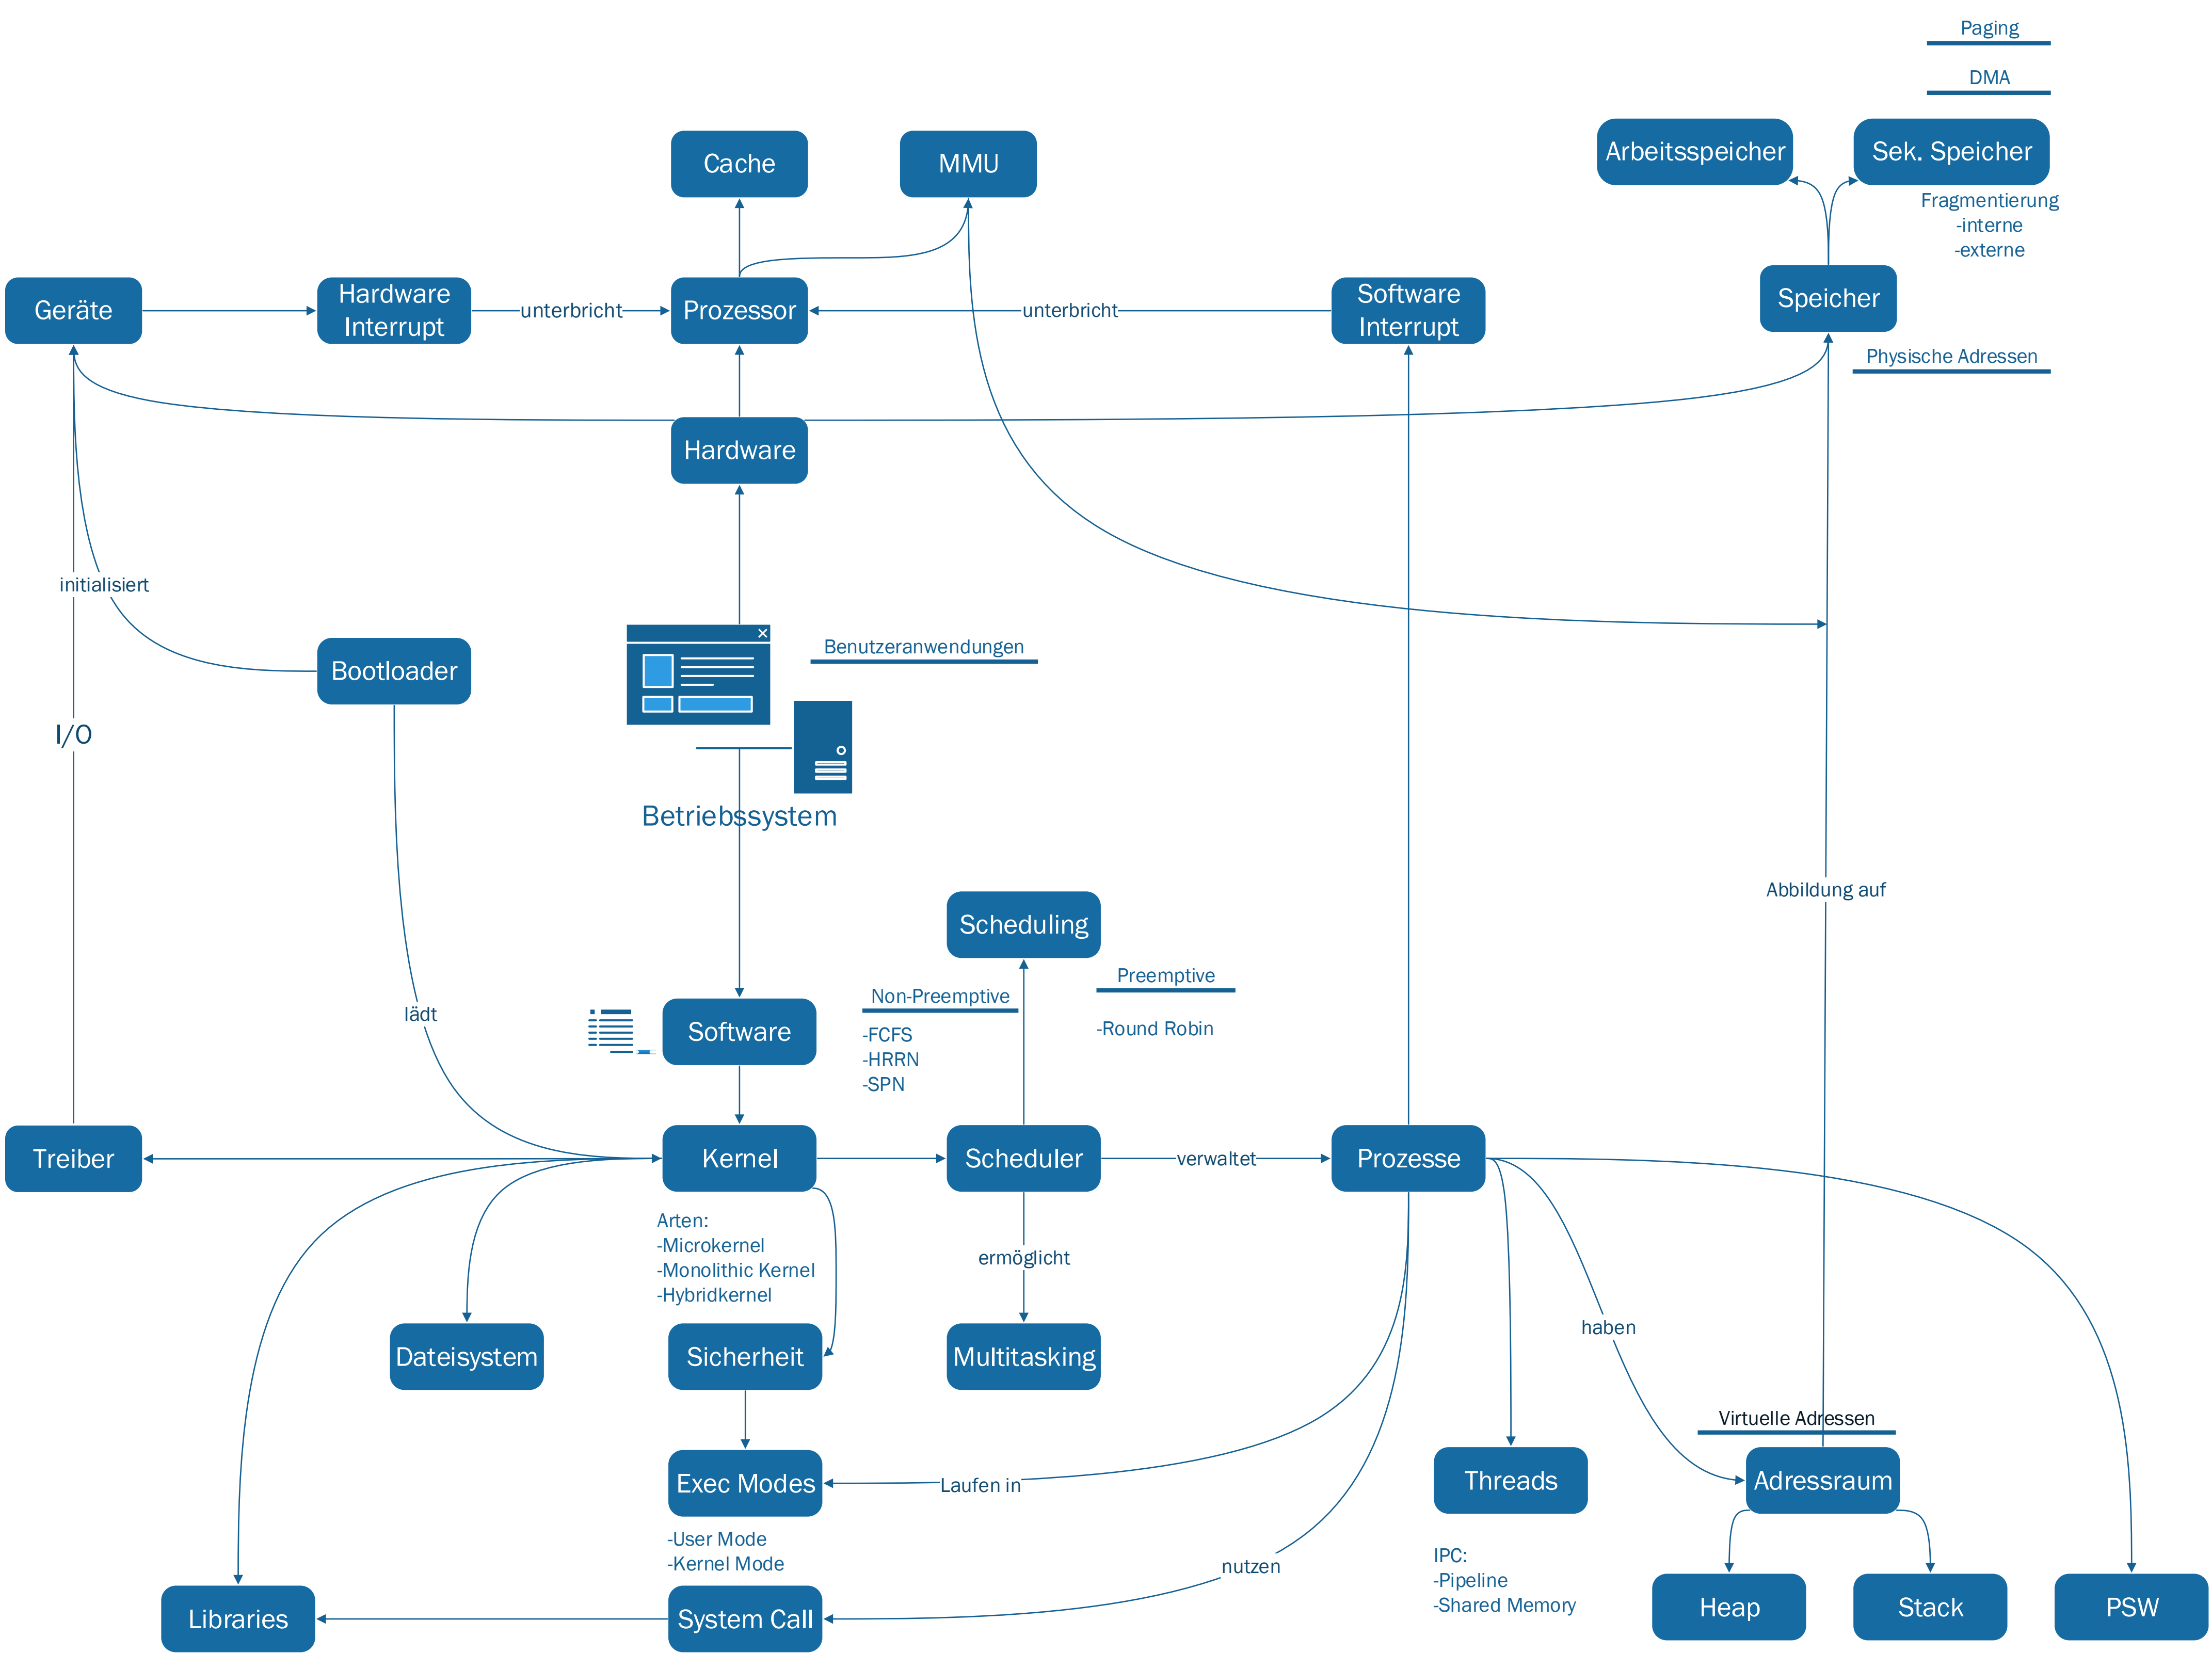 Paging
DMA
Cache
MMU
Arbeitsspeicher
Sek. Speicher
Fragmentierung
-interne
-externe
Geräte
Hardware
Interrupt
unterbricht
Prozessor
unterbricht
Software
Interrupt
Speicher
Physische Adressen
Hardware
initialisiert
Bootloader
Benutzeranwendungen
I/O
Betriebssystem
Abbildung auf
Scheduling
Preemptive
-Round Robin
Non-Preemptive
-FCFS
-HRRN
-SPN
lädt
Software
Treiber
Kernel
Scheduler
verwaltet
Prozesse
Arten:
-Microkernel
-Monolithic Kernel
-Hybridkernel
ermöglicht
haben
Dateisystem
Sicherheit
Multitasking
Virtuelle Adressen
Exec Modes
Laufen in
Threads
Adressraum
-User Mode
-Kernel Mode
nutzen
IPC:
-Pipeline
-Shared Memory
Libraries
System Call
Heap
Stack
PSW